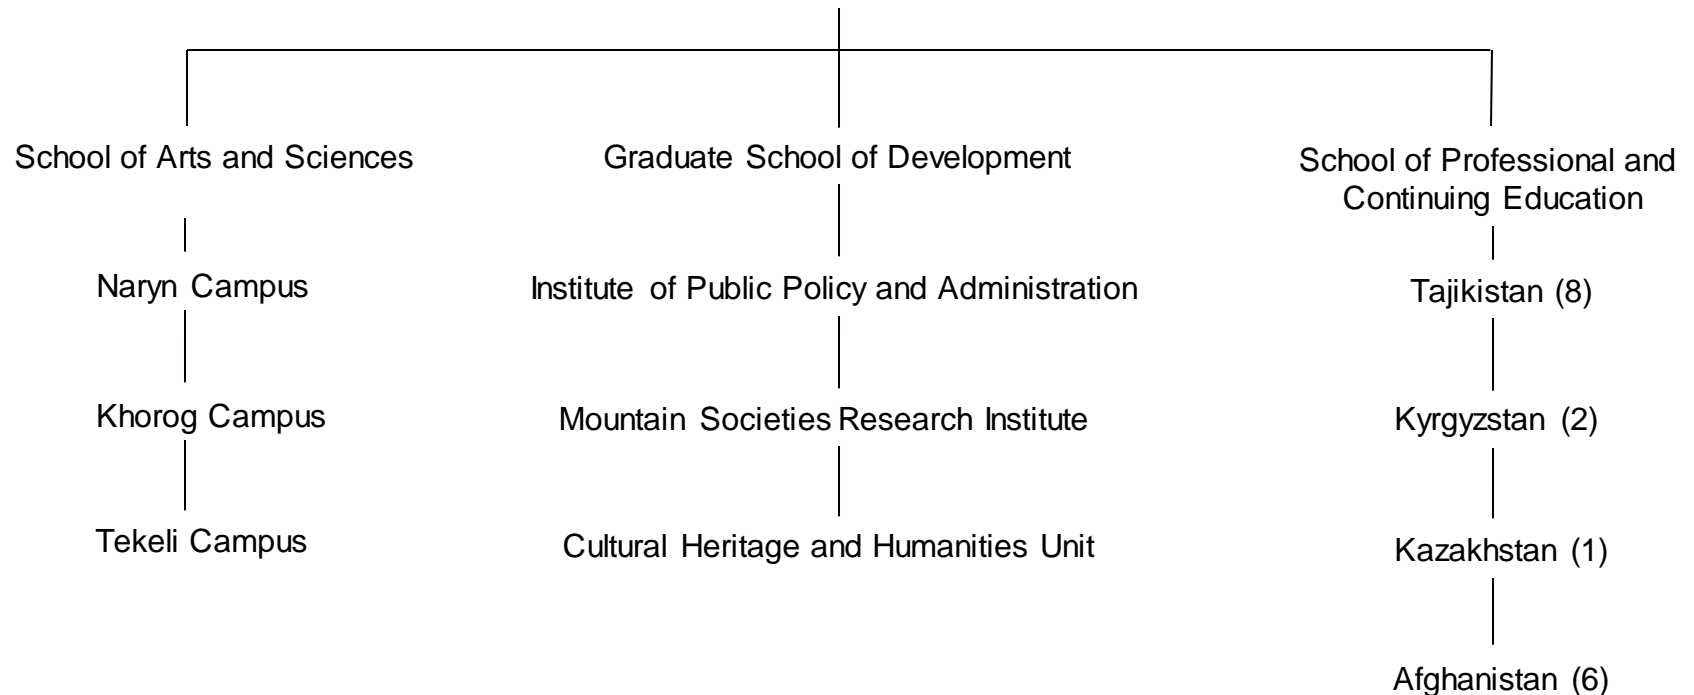 School of Arts and Sciences
Naryn Campus
Khorog Campus
Tekeli Campus
Graduate School of Development
Institute of Public Policy and Administration
Mountain Societies Research Institute
Cultural Heritage and Humanities Unit
School of Professional and
Continuing Education
Tajikistan (8)
Kyrgyzstan (2)
Kazakhstan (1)
Afghanistan (6)